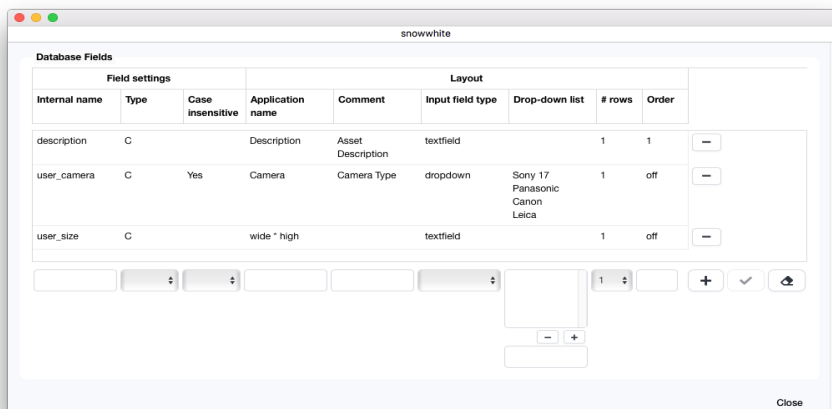 snowwhite
Database Fields
Field settings Layout
Internal name Type Case insensitive Application name Comment Input field type Drop-down list # rows Order
description C Description Asset Description textfield 1 1
user_camera C Yes Camera Camera Type dropdown Sony 17 1 off
Panasonic
Canon
Leica
user_size C wide * high textfield 1 off
1
Close